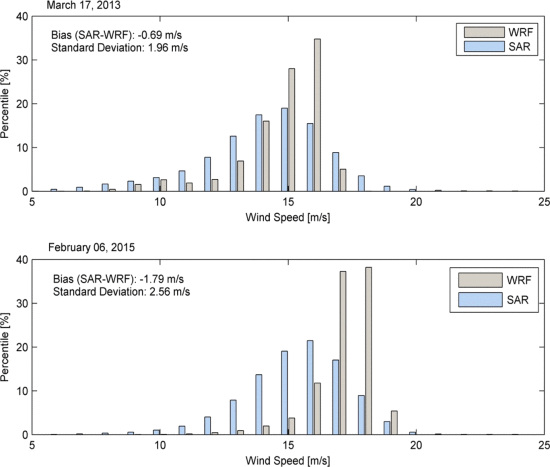 March 17, 2013
Bias (SAR-WRF): -0.69 m/s
Standard Deviation: 1.96 m/s
WRF
SAR
Percentile [%]
40
30
20
10
0
5 10 15 20 25
Wind Speed [m/s]
February 06, 2015
Bias (SAR-WRF): -1.79 m/s
Standard Deviation: 2.56 m/s
WRF
SAR
Percentile [%]
40
30
20
10
0
5 10 15 20 25
Wind Speed [m/s]